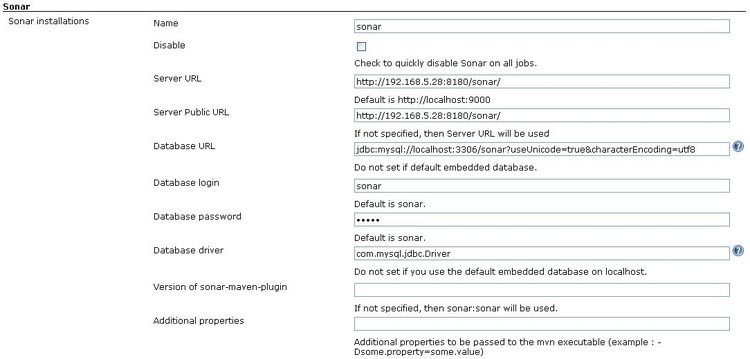 Sonar
Sonar installations
Name
sonar
Disable
Check to quickly disable Sonar on all jobs.
Server URL
http://192.168.5.28:8180/sonar/
Default is http://localhost:9000
Server Public URL
http://192.168.5.28:8180/sonar/
If not specified, then Server URL will be used
Database URL
jdbc:mysql://localhost:3306/sonar?useUnicode=true&characterEncoding=utf8
Do not set if default embedded database.
Database login
sonar
Default is sonar.
Database password
•••••
Default is sonar.
Database driver
com.mysql.jdbc.Driver
Do not set if you use the default embedded database on localhost.
Version of sonar-maven-plugin
If not specified, then sonar:sonar will be used.
Additional properties
Additional properties to be passed to the mvn executable (example : -
Dsome.property=some.value)